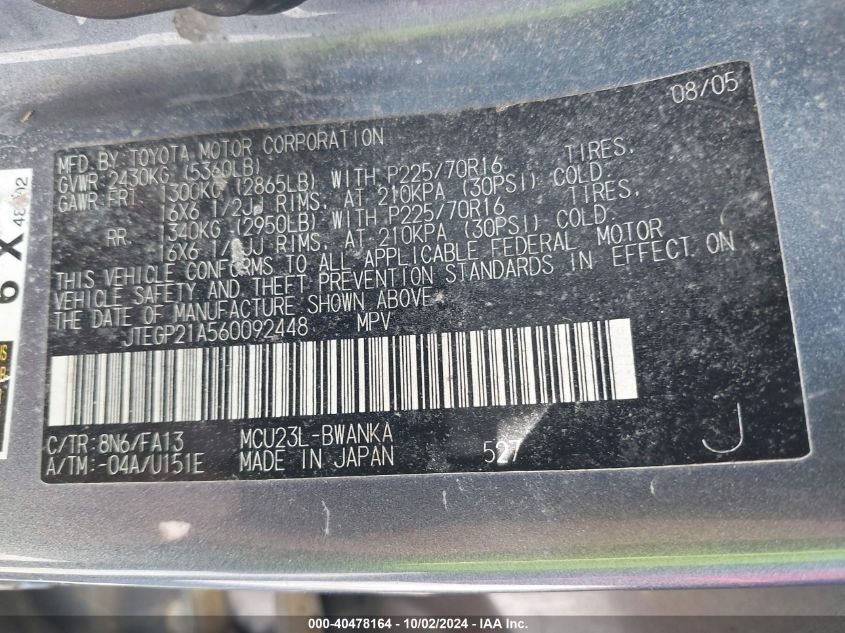 08/05
MFD. BY: TOYOTA MOTOR CORPORATION
GVWR: 2430KG (5360LB)
GAWR: FRT 1300KG (2865LB) WITH P225/70R16 TIRES,
16X6 1/2JJ RIMS, AT 210KPA (30PSI) COLD.
RR. 1340KG (2950LB) WITH P225/70R16 TIRES,
16X6 1/2JJ RIMS, AT 210KPA (30PSI) COLD.
THIS VEHICLE CONFORMS TO ALL APPLICABLE FEDERAL MOTOR
VEHICLE SAFETY AND THEFT PREVENTION STANDARDS IN EFFECT ON
THE DATE OF MANUFACTURE SHOWN ABOVE.
JTEGP21A560092448 MPV
C/TR: 8N6/FA13 MCU23L-BWANKA
A/TM: -04A/U151E MADE IN JAPAN 527 J
6 X
000-40478164 - 10/02/2024 - IAA Inc.